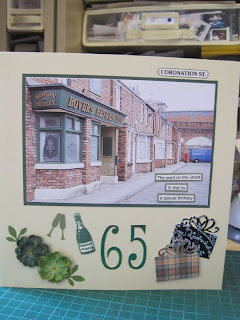 CORONATION ST.
ROVERS RETURN
The word on the Street
is that its
A Special Birthday
65